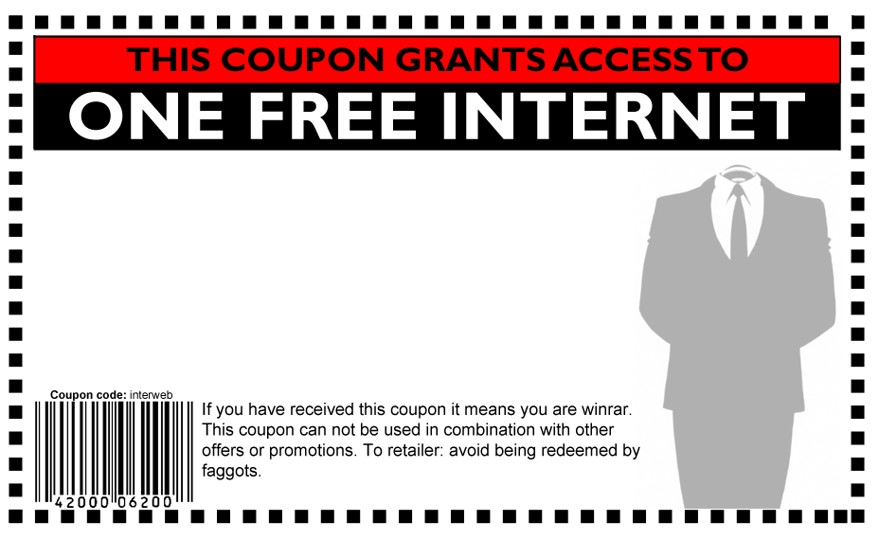 THIS COUPON GRANTS ACCESS TO
ONE FREE INTERNET
Coupon code: interweb
If you have received this coupon it means you are winrar.
This coupon can not be used in combination with other
offers or promotions. To retailer: avoid being redeemed by
faggots.
42000 06200